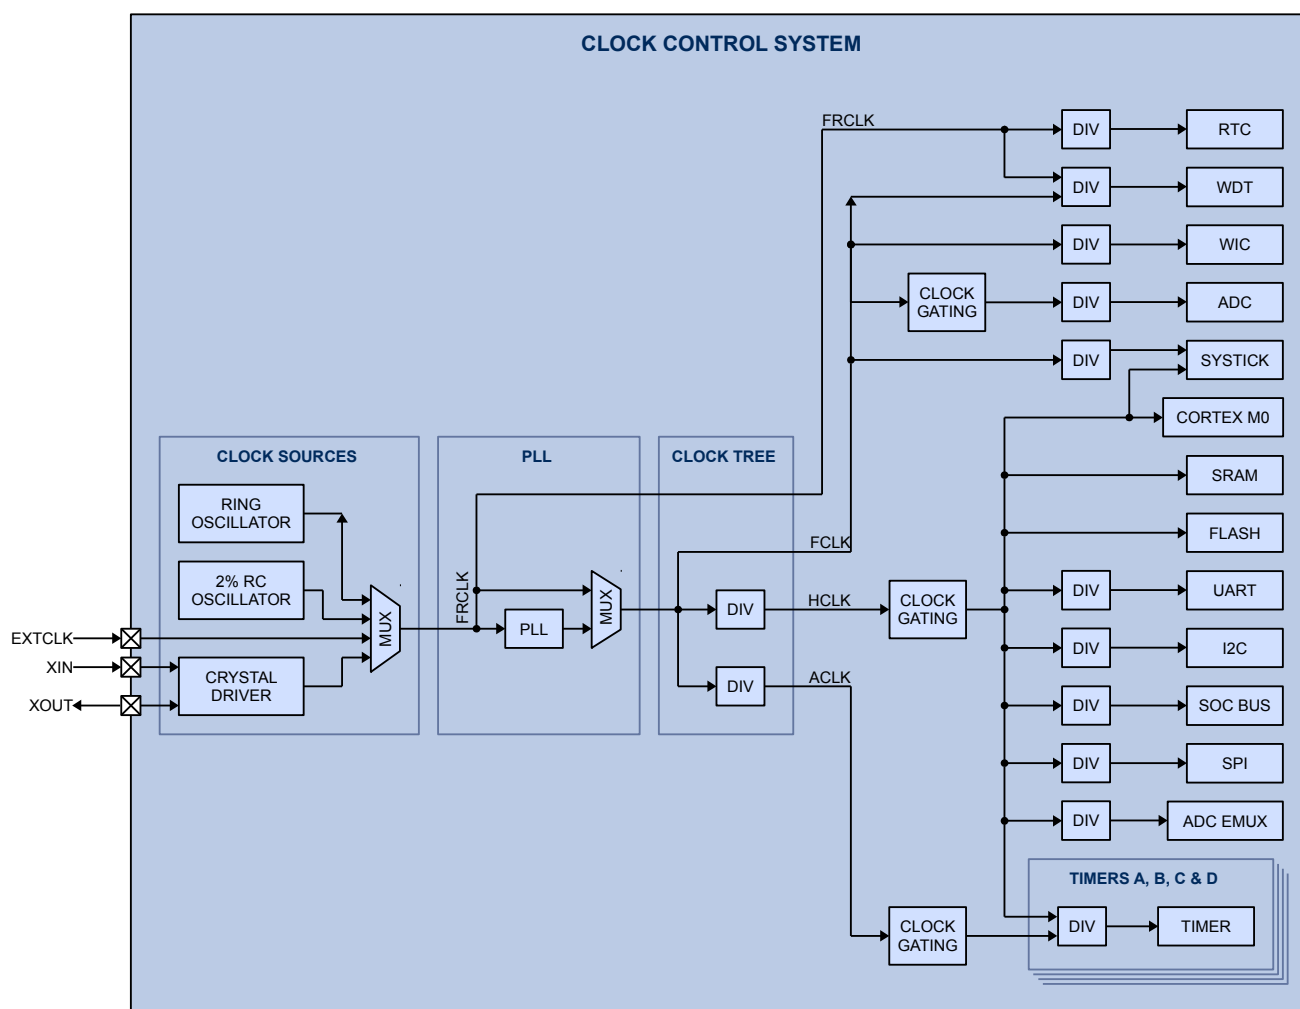 CLOCK CONTROL SYSTEM
FRCLK
DIV
RTC
DIV
WDT
DIV
WIC
CLOCK
GATING
DIV
ADC
DIV
SYSTICK
CORTEX M0
CLOCK SOURCES
PLL
CLOCK TREE
SRAM
RING
OSCILLATOR
FLASH
FCLK
2% RC
OSCILLATOR
FRCLK
MUX
DIV
HCLK
CLOCK
GATING
DIV
UART
EXTCLK
MUX
PLL
DIV
I2C
XIN
CRYSTAL
DRIVER
DIV
ACLK
XOUT
DIV
SOC BUS
DIV
SPI
DIV
ADC EMUX
TIMERS A, B, C & D
CLOCK
GATING
DIV
TIMER